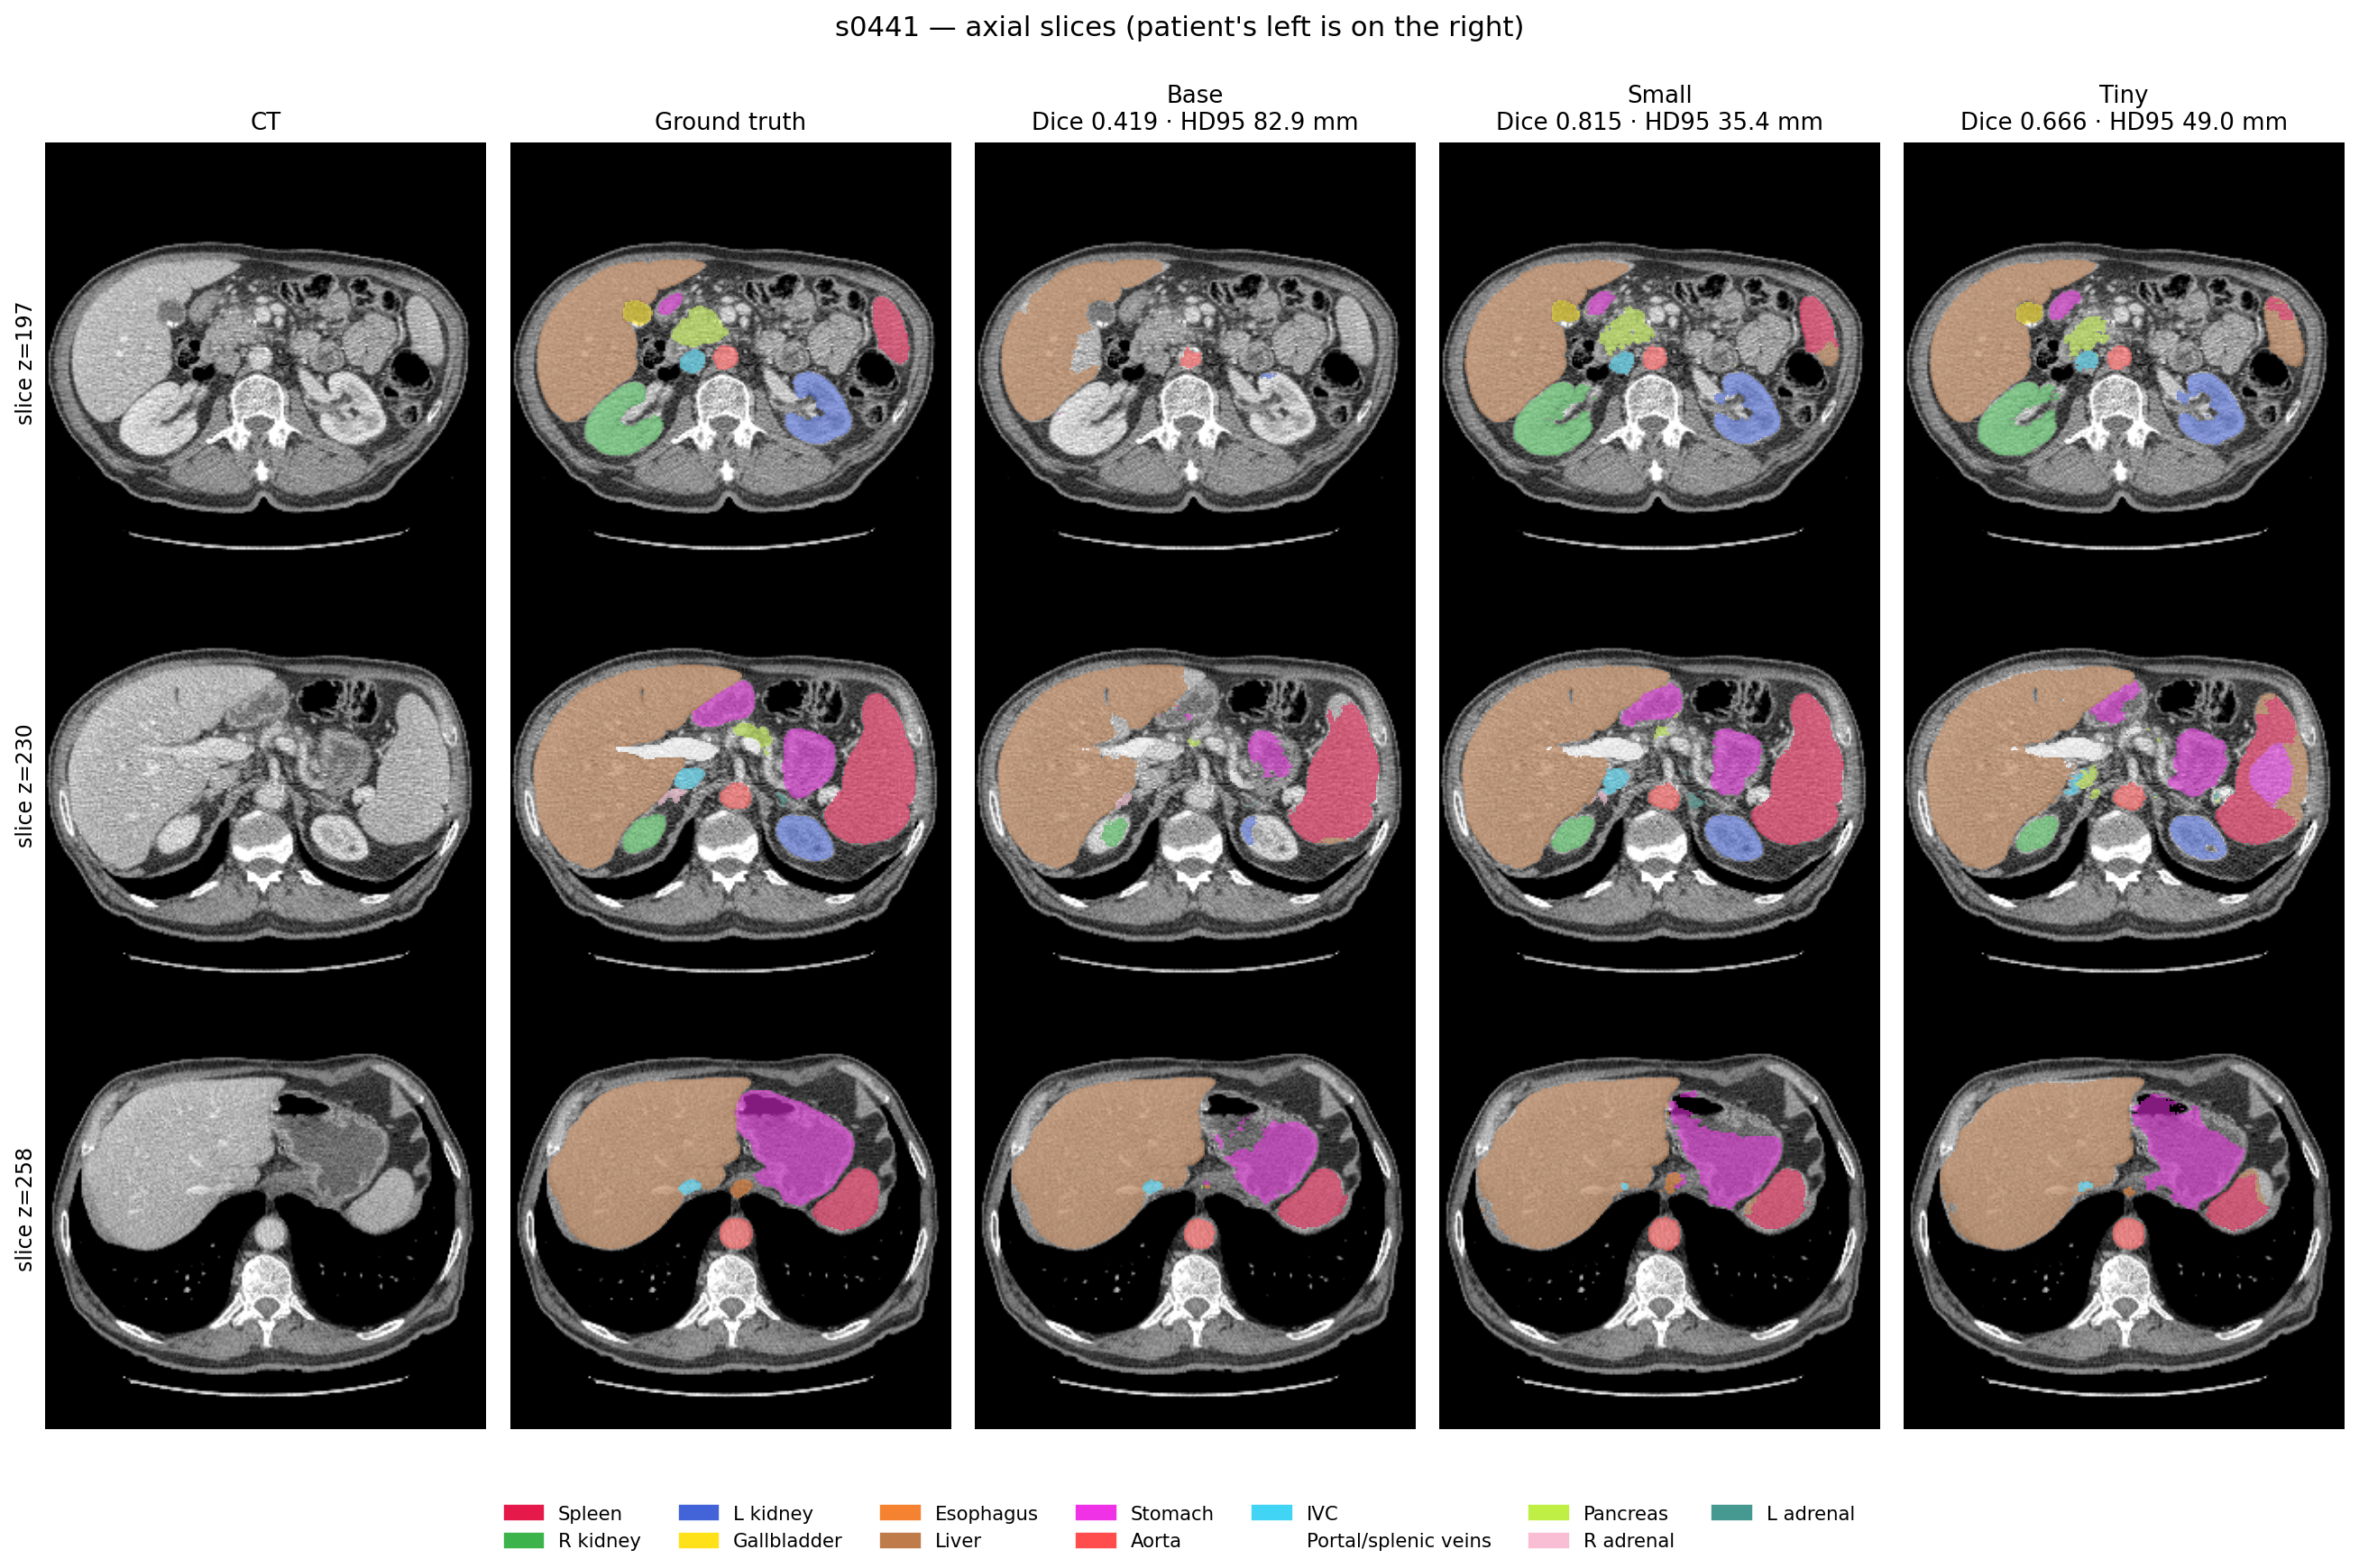 s0441 — axial slices (patient's left is on the right)
CT
Ground truth
Base
Dice 0.419 · HD95 82.9 mm
Small
Dice 0.815 · HD95 35.4 mm
Tiny
Dice 0.666 · HD95 49.0 mm
slice z=197
slice z=230
slice z=258
Spleen
R kidney
L kidney
Gallbladder
Esophagus
Liver
Stomach
Aorta
IVC
Portal/splenic veins
Pancreas
R adrenal
L adrenal